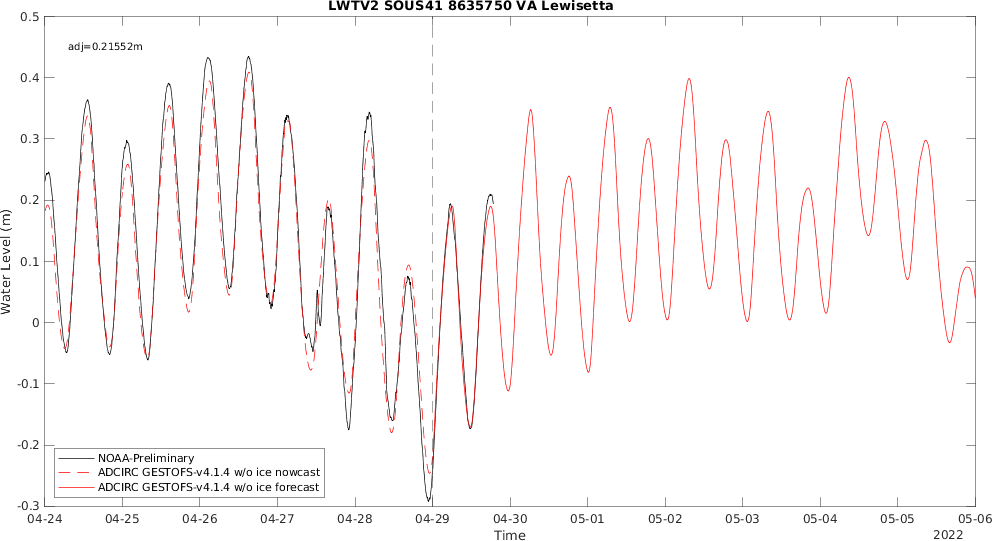 LWTV2 SOUS41 8635750 VA Lewisetta
adj=0.21552m
0.5
0.4
0.3
0.2
0.1
0
-0.1
-0.2
-0.3
Water Level (m)
NOAA-Preliminary
ADCIRC GESTOFS-v4.1.4 w/o ice nowcast
ADCIRC GESTOFS-v4.1.4 w/o ice forecast
04-24 04-25 04-26 04-27 04-28 04-29 04-30 05-01 05-02 05-03 05-04 05-05 05-06
Time
2022